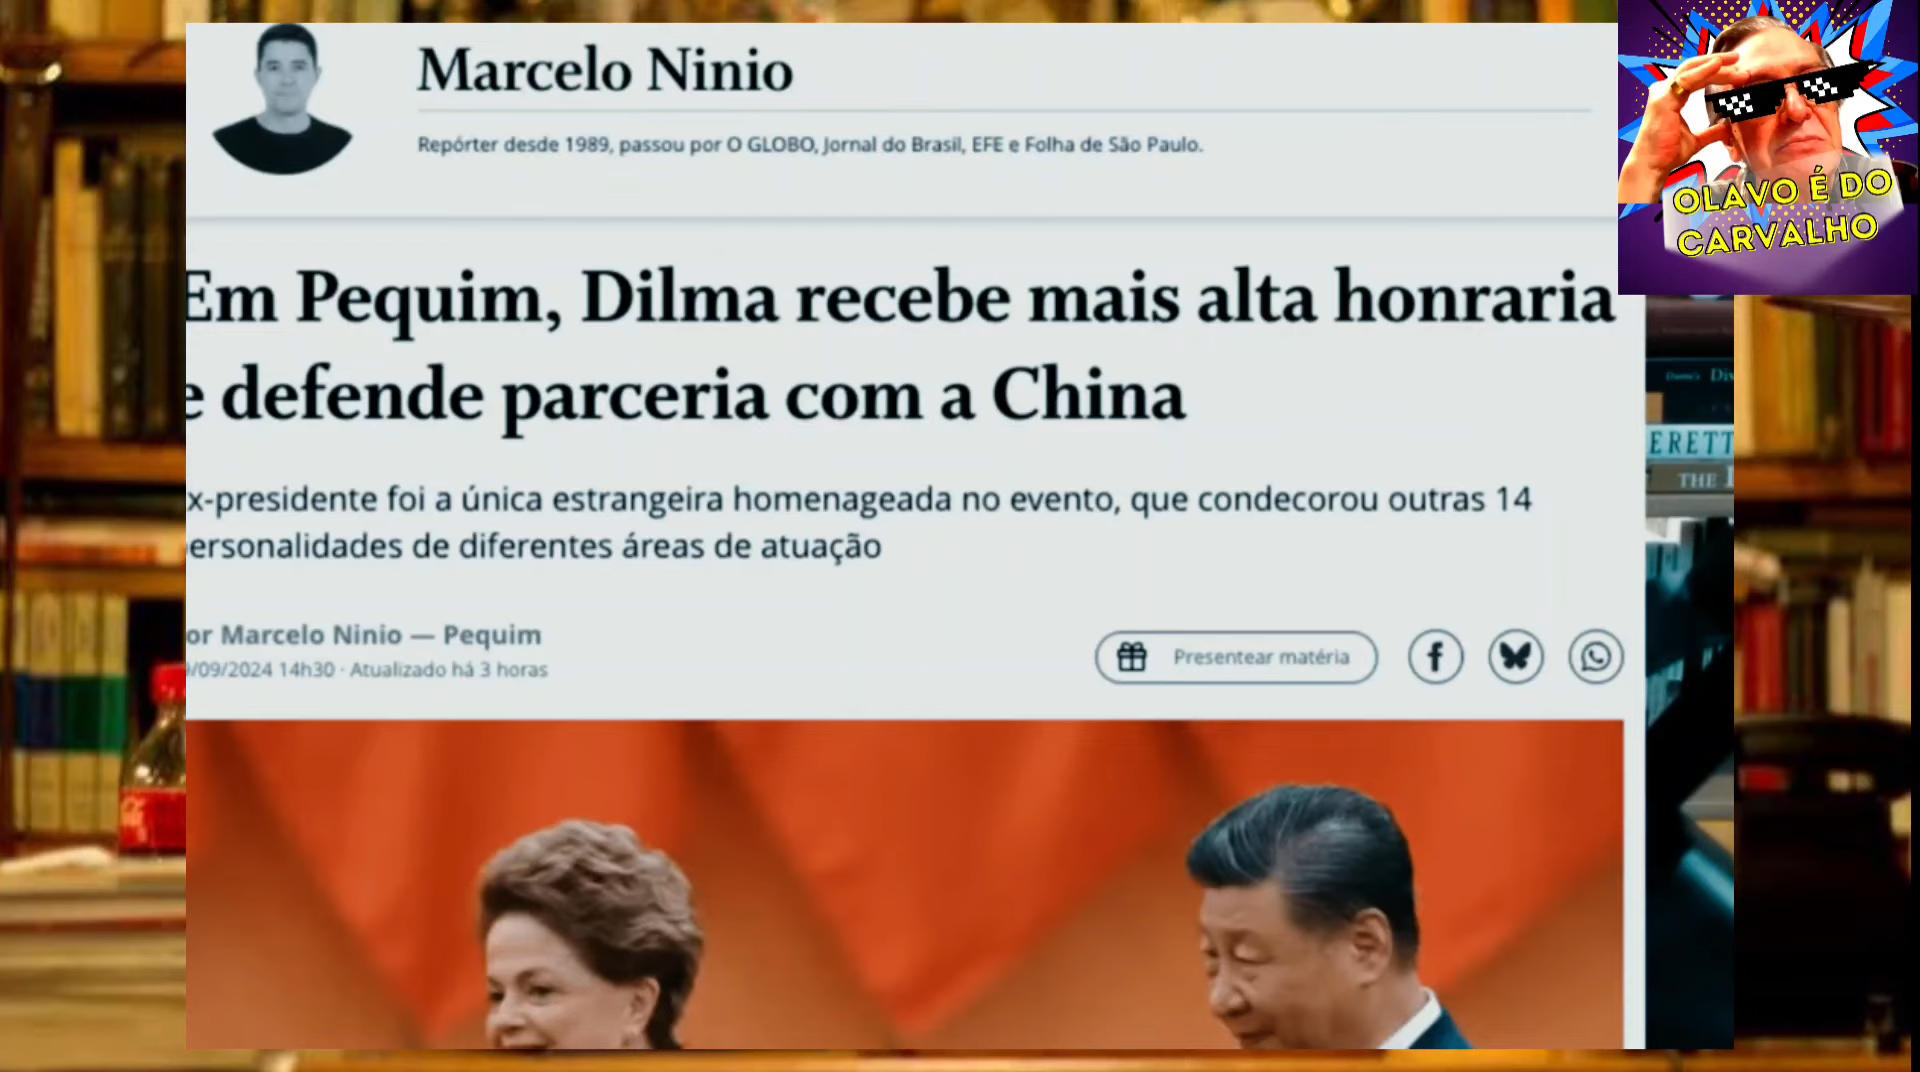 Marcelo Ninio
Repórter desde 1989, passou por O GLOBO, Jornal do Brasil, EFE e Folha de São Paulo.
OLAVO É DO
CARVALHO
Em Pequim, Dilma recebe mais alta honraria
e defende parceria com a China
x-presidente foi a única estrangeira homenageada no evento, que condecorou outras 14
ersonalidades de diferentes áreas de atuação
or Marcelo Ninio — Pequim
/09/2024 14h30 · Atualizado há 3 horas
Presentear matéria
ERETT
THE